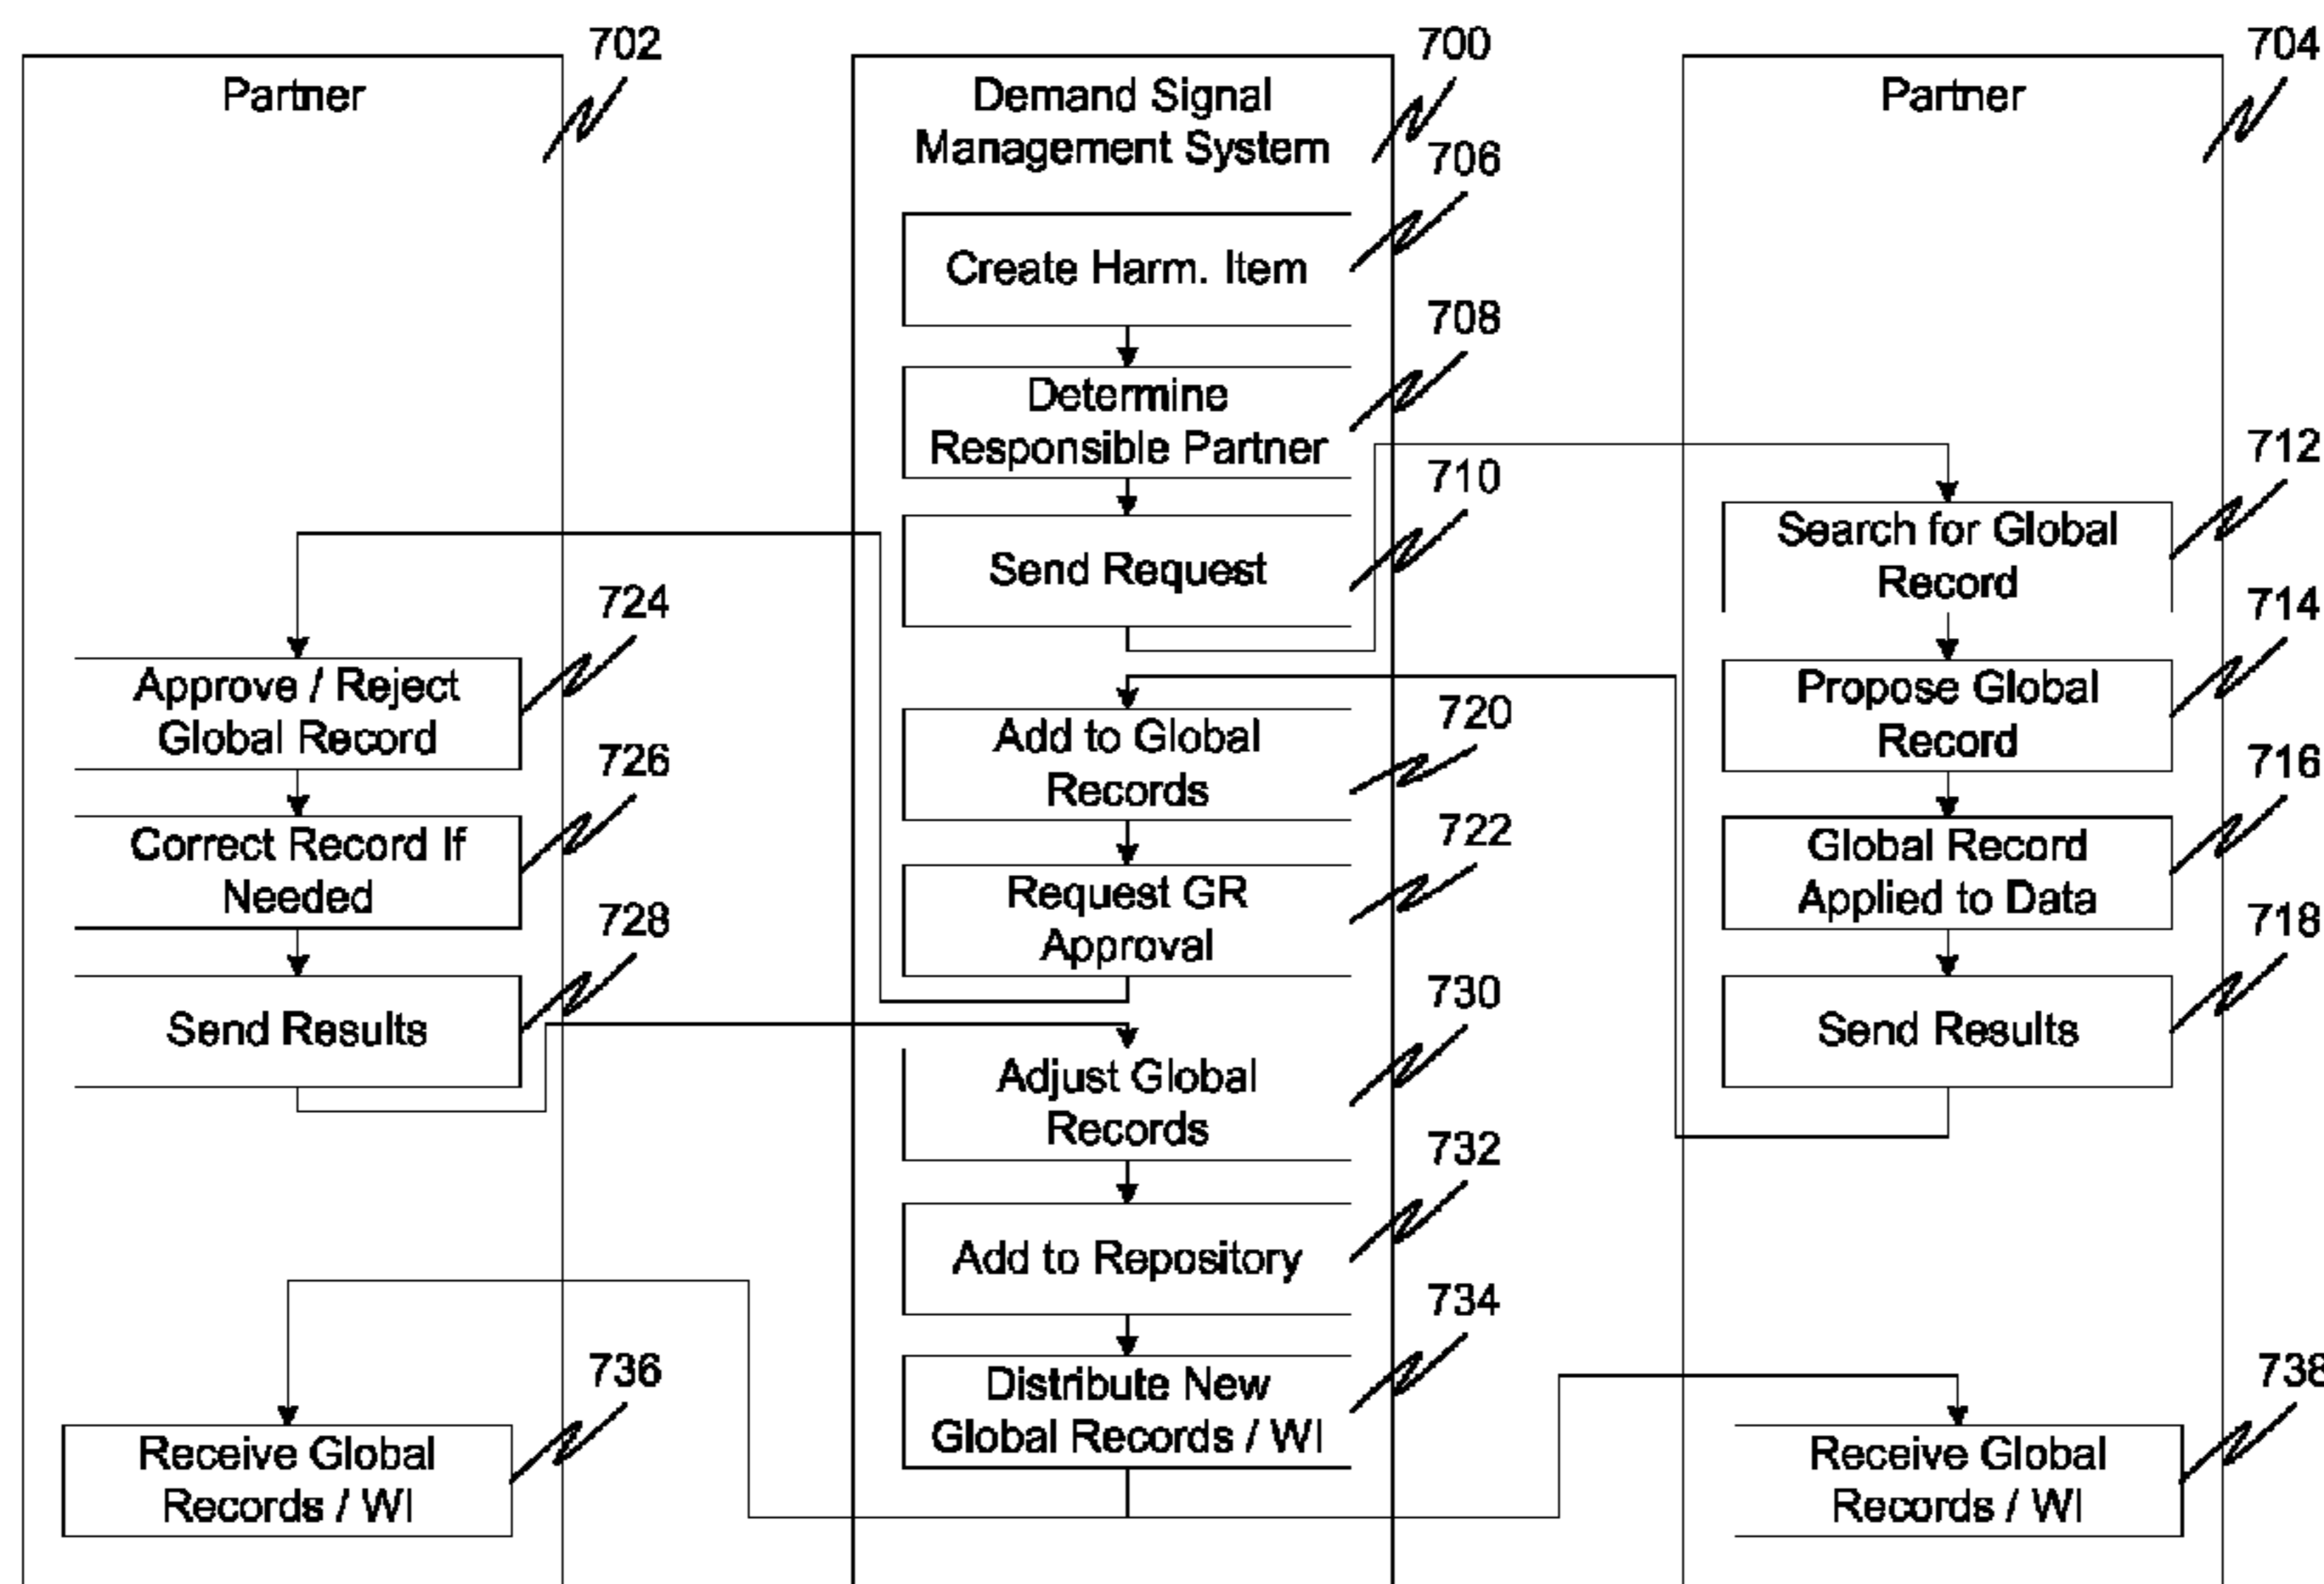 702
Partner
700
Demand Signal
Management System
704
Partner
706
Create Harm. Item
708
Determine
Responsible Partner
710
Send Request
712
Search for Global
Record
714
Propose Global
Record
716
Global Record
Applied to Data
718
Send Results
720
Add to Global
Records
722
Request GR
Approval
724
Approve / Reject
Global Record
726
Correct Record If
Needed
728
Send Results
730
Adjust Global
Records
732
Add to Repository
734
Distribute New
Global Records / WI
736
Receive Global
Records / WI
738
Receive Global
Records / WI